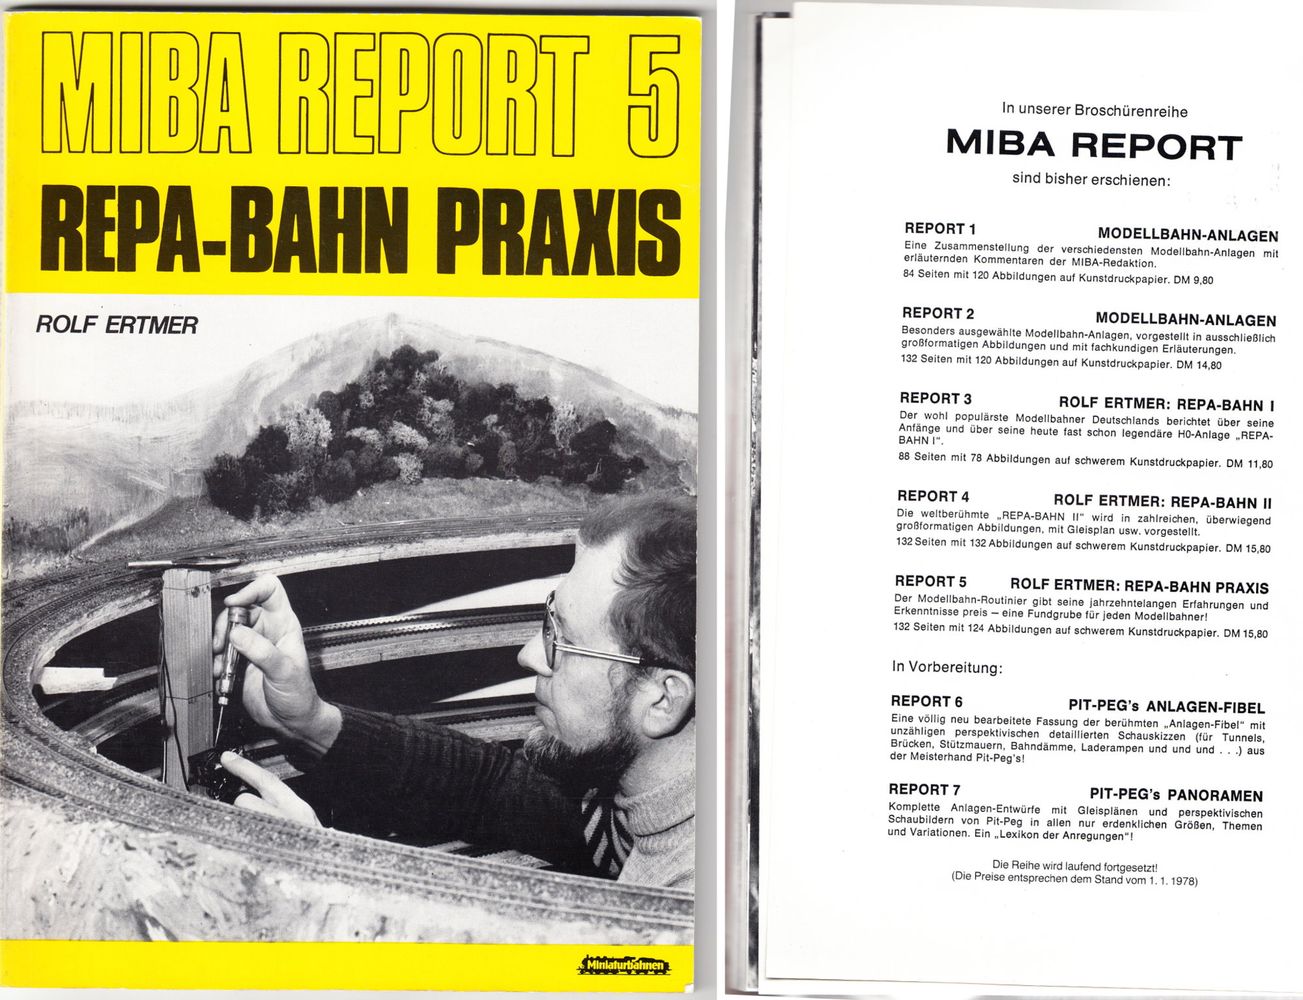 MIBA REPORT 5
REPA-BAHN PRAXIS
ROLF ERTMER
Miniaturbahnen
In unserer Broschürenreihe
MIBA REPORT
sind bisher erschienen:
REPORT 1 MODELLBAHN-ANLAGEN
Eine Zusammenstellung der verschiedensten Modellbahn-Anlagen mit
erläuternden Kommentaren der MIBA-Redaktion.
84 Seiten mit 120 Abbildungen auf Kunstdruckpapier. DM 9,80
REPORT 2 MODELLBAHN-ANLAGEN
Besonders ausgewählte Modellbahn-Anlagen, vorgestellt in ausschließlich
großformatigen Abbildungen und mit fachkundigen Erläuterungen.
132 Seiten mit 120 Abbildungen auf Kunstdruckpapier. DM 14,80
REPORT 3 ROLF ERTMER: REPA-BAHN I
Der wohl populärste Modellbahner Deutschlands berichtet über seine
Anfänge und über seine heute fast schon legendäre H0-Anlage „REPA-
BAHN I“.
88 Seiten mit 78 Abbildungen auf schwerem Kunstdruckpapier. DM 11,80
REPORT 4 ROLF ERTMER: REPA-BAHN II
Die weltberühmte „REPA-BAHN II“ wird in zahlreichen, überwiegend
großformatigen Abbildungen, mit Gleisplan usw. vorgestellt.
132 Seiten mit 132 Abbildungen auf schwerem Kunstdruckpapier. DM 15,80
REPORT 5 ROLF ERTMER: REPA-BAHN PRAXIS
Der Modellbahn-Routinier gibt seine jahrzehntelangen Erfahrungen und
Erkenntnisse preis – eine Fundgrube für jeden Modellbahner!
132 Seiten mit 124 Abbildungen auf schwerem Kunstdruckpapier. DM 15,80
In Vorbereitung:
REPORT 6 PIT-PEG's ANLAGEN-FIBEL
Eine völlig neu bearbeitete Fassung der berühmten „Anlagen-Fibel“ mit
unzähligen perspektivischen detaillierten Schauskizzen (für Tunnels,
Brücken, Stützmauern, Bahndämme, Laderampen und und und . . .) aus
der Meisterhand Pit-Peg's!
REPORT 7 PIT-PEG's PANORAMEN
Komplette Anlagen-Entwürfe mit Gleisplänen und perspektivischen
Schaubildern von Pit-Peg in allen nur erdenklichen Größen, Themen
und Variationen. Ein „Lexikon der Anregungen“!
Die Reihe wird laufend fortgesetzt!
(Die Preise entsprechen dem Stand vom 1. 1. 1978)